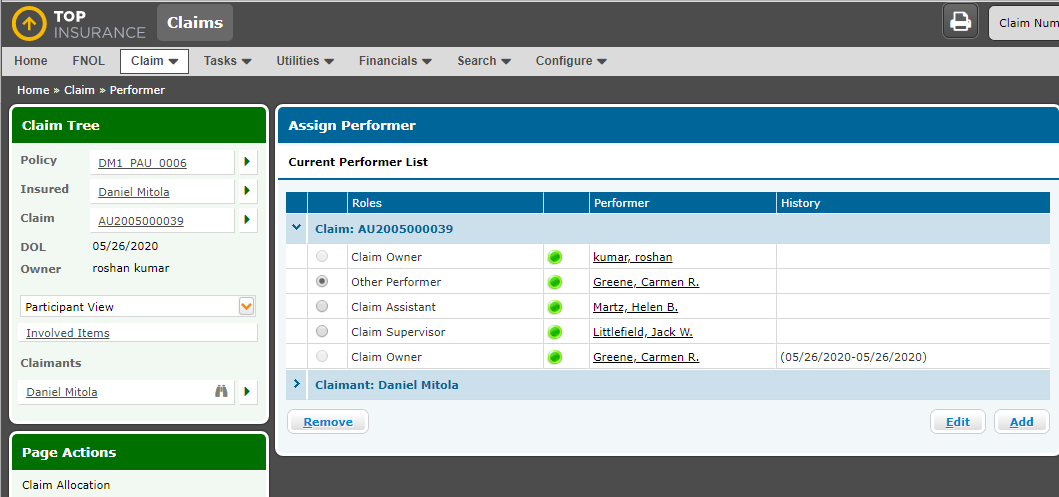 TOP
INSURANCE
Claims
Claim Num
Home FNOL Claim Tasks Utilities Financials Search Configure
Home » Claim » Performer
Claim Tree
Policy DM1_PAU_0006
Insured Daniel Mitola
Claim AU2005000039
DOL 05/26/2020
Owner roshan kumar
Participant View
Involved Items
Claimants
Daniel Mitola
Page Actions
Claim Allocation
Assign Performer
Current Performer List
Roles Performer History
Claim: AU2005000039
Claim Owner kumar, roshan
Other Performer Greene, Carmen R.
Claim Assistant Martz, Helen B.
Claim Supervisor Littlefield, Jack W.
Claim Owner Greene, Carmen R. (05/26/2020-05/26/2020)
Claimant: Daniel Mitola
Remove Edit Add